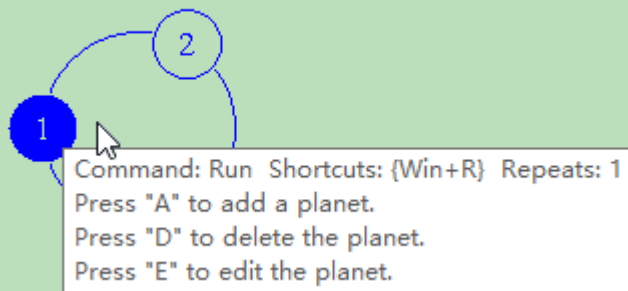 2
1
Command: Run  Shortcuts: {Win+R}  Repeats: 1
Press "A" to add a planet.
Press "D" to delete the planet.
Press "E" to edit the planet.